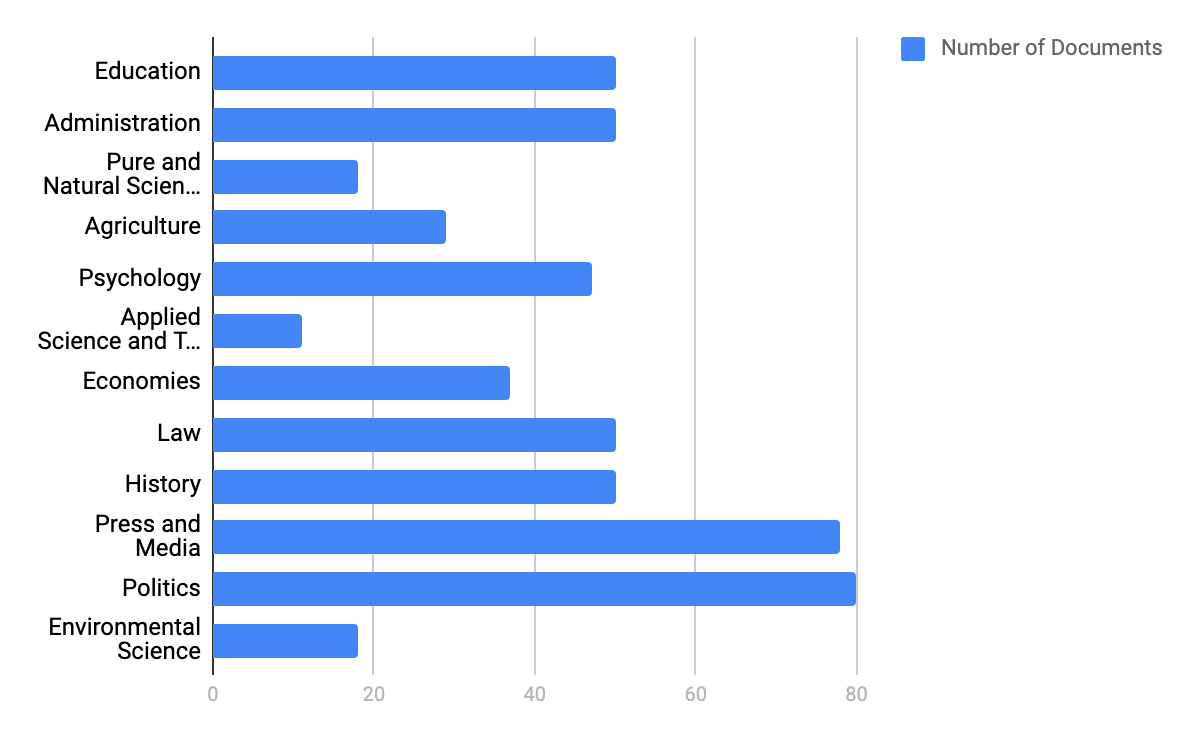 Number of Documents
Education
Administration
Pure and
Natural Scien...
Agriculture
Psychology
Applied
Science and T...
Economies
Law
History
Press and
Media
Politics
Environmental
Science
0 20 40 60 80